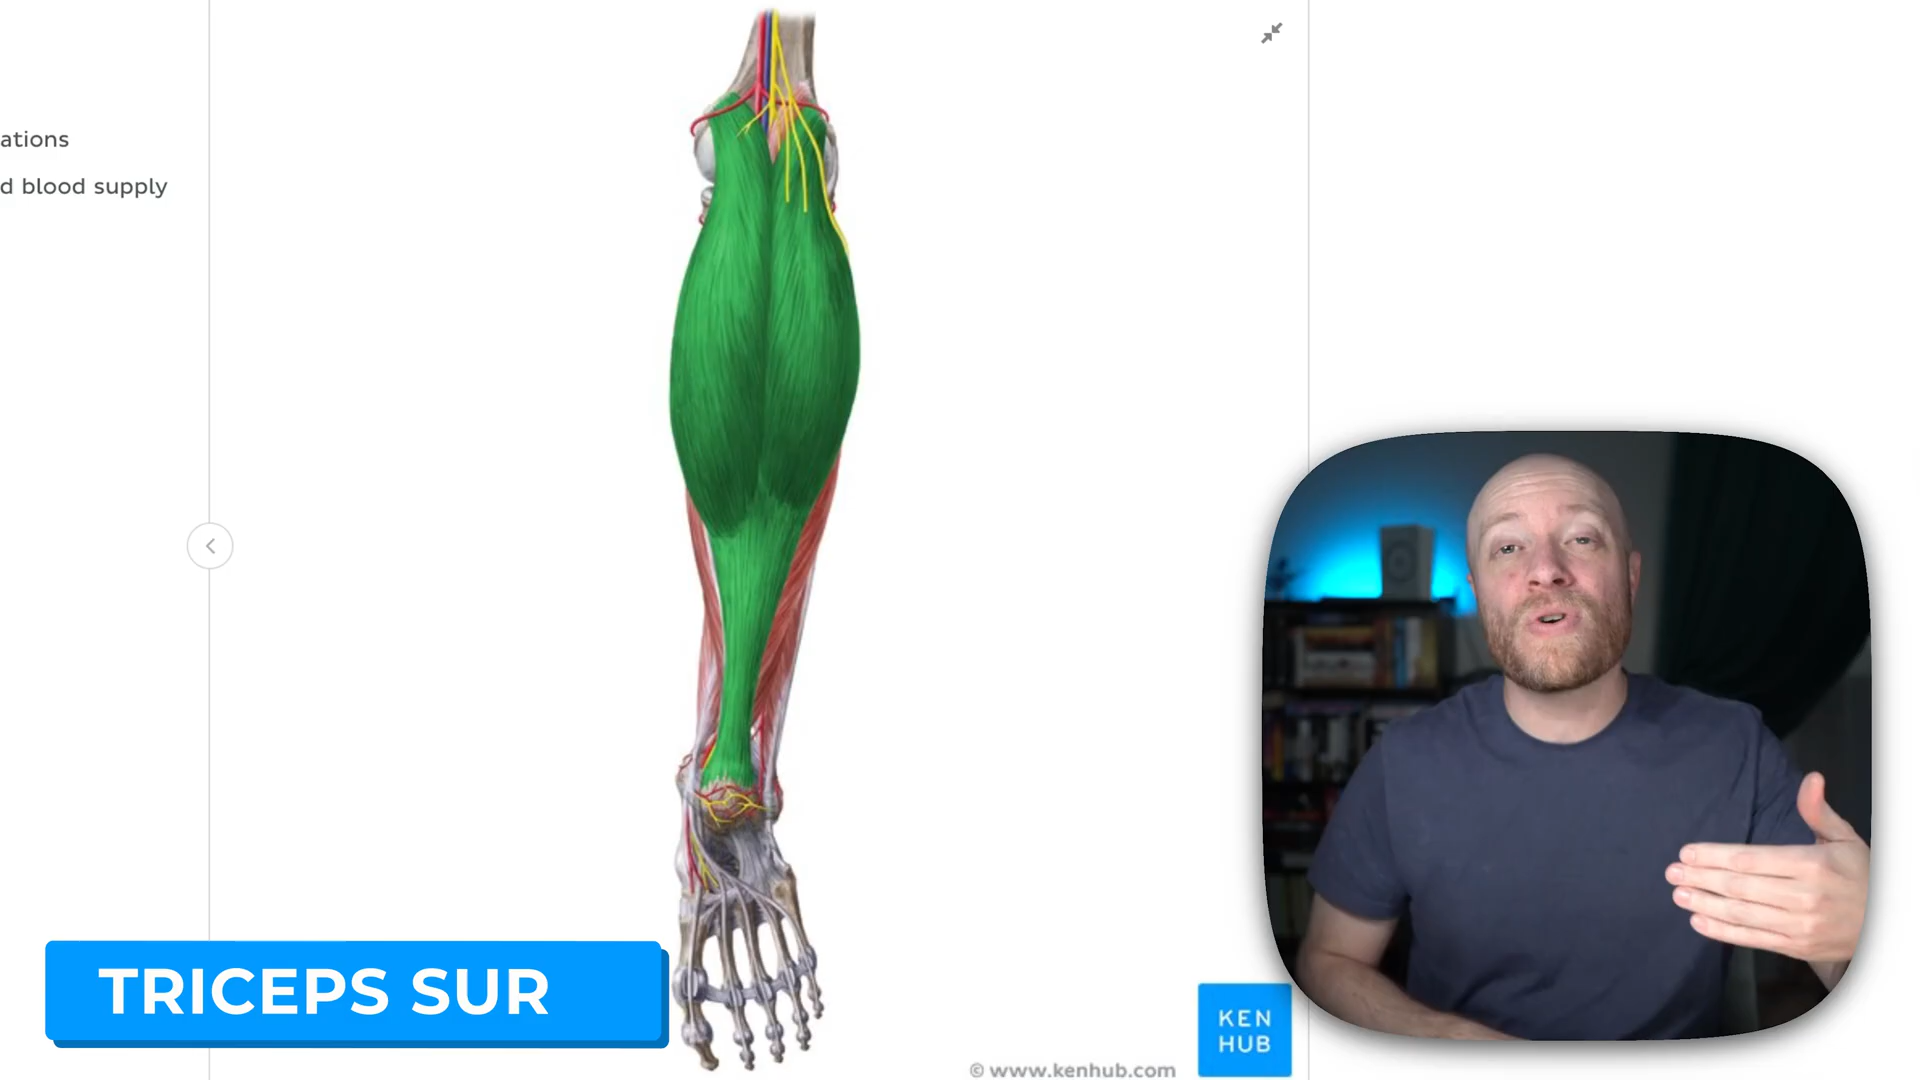 ations
d blood supply
TRICEPS SUR
KEN
HUB
© www.kenhub.com